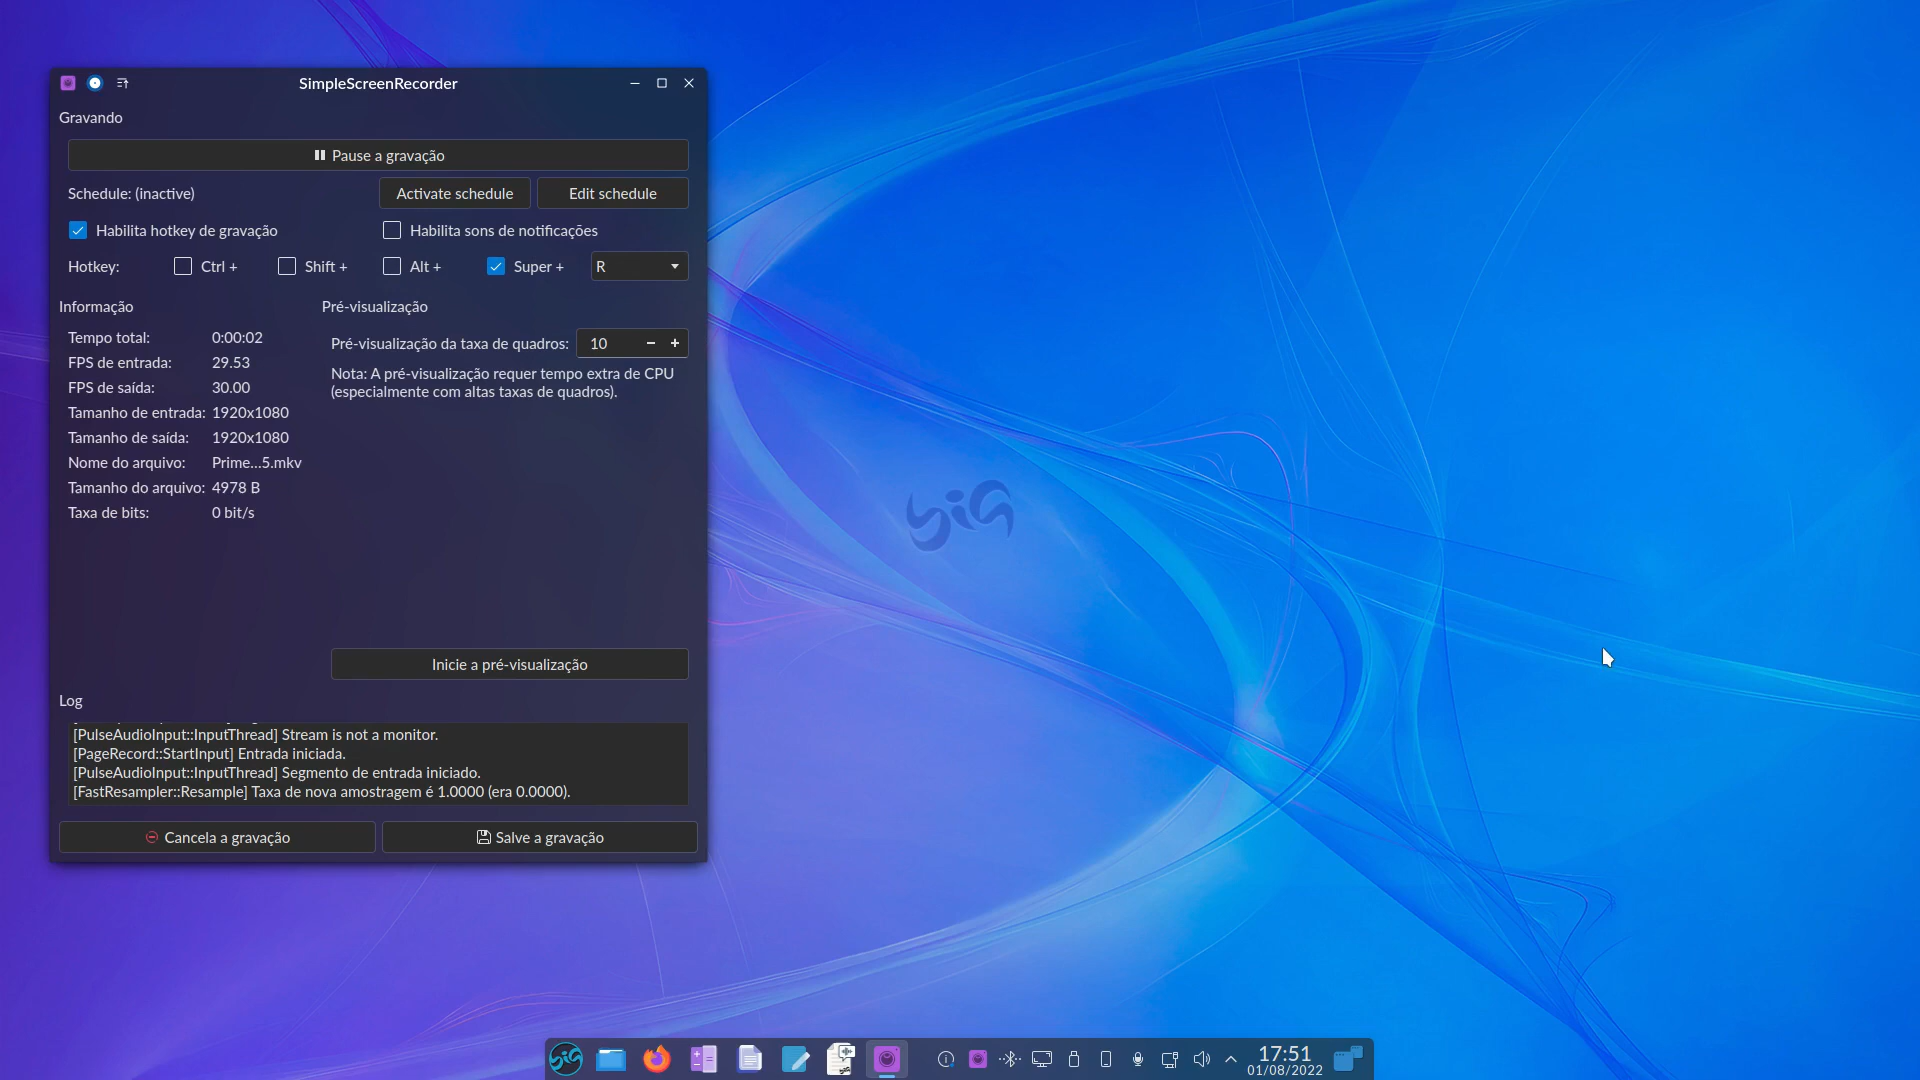 SimpleScreenRecorder
Gravando
Pause a gravação
Schedule: (inactive)
Activate schedule
Edit schedule
Habilita hotkey de gravação
Habilita sons de notificações
Hotkey:
Ctrl +
Shift +
Alt +
Super +
R
Informação
Tempo total: 0:00:02
FPS de entrada: 29.53
FPS de saída: 30.00
Tamanho de entrada: 1920x1080
Tamanho de saída: 1920x1080
Nome do arquivo: Prime...5.mkv
Tamanho do arquivo: 4978 B
Taxa de bits: 0 bit/s
Pré-visualização
Pré-visualização da taxa de quadros: 10
Nota: A pré-visualização requer tempo extra de CPU
(especialmente com altas taxas de quadros).
Inicie a pré-visualização
Log
[PulseAudioInput::InputThread] Stream is not a monitor.
[PageRecord::StartInput] Entrada iniciada.
[PulseAudioInput::InputThread] Segmento de entrada iniciado.
[FastResampler::Resample] Taxa de nova amostragem é 1.0000 (era 0.0000).
Cancela a gravação
Salve a gravação
big
17:51
01/08/2022